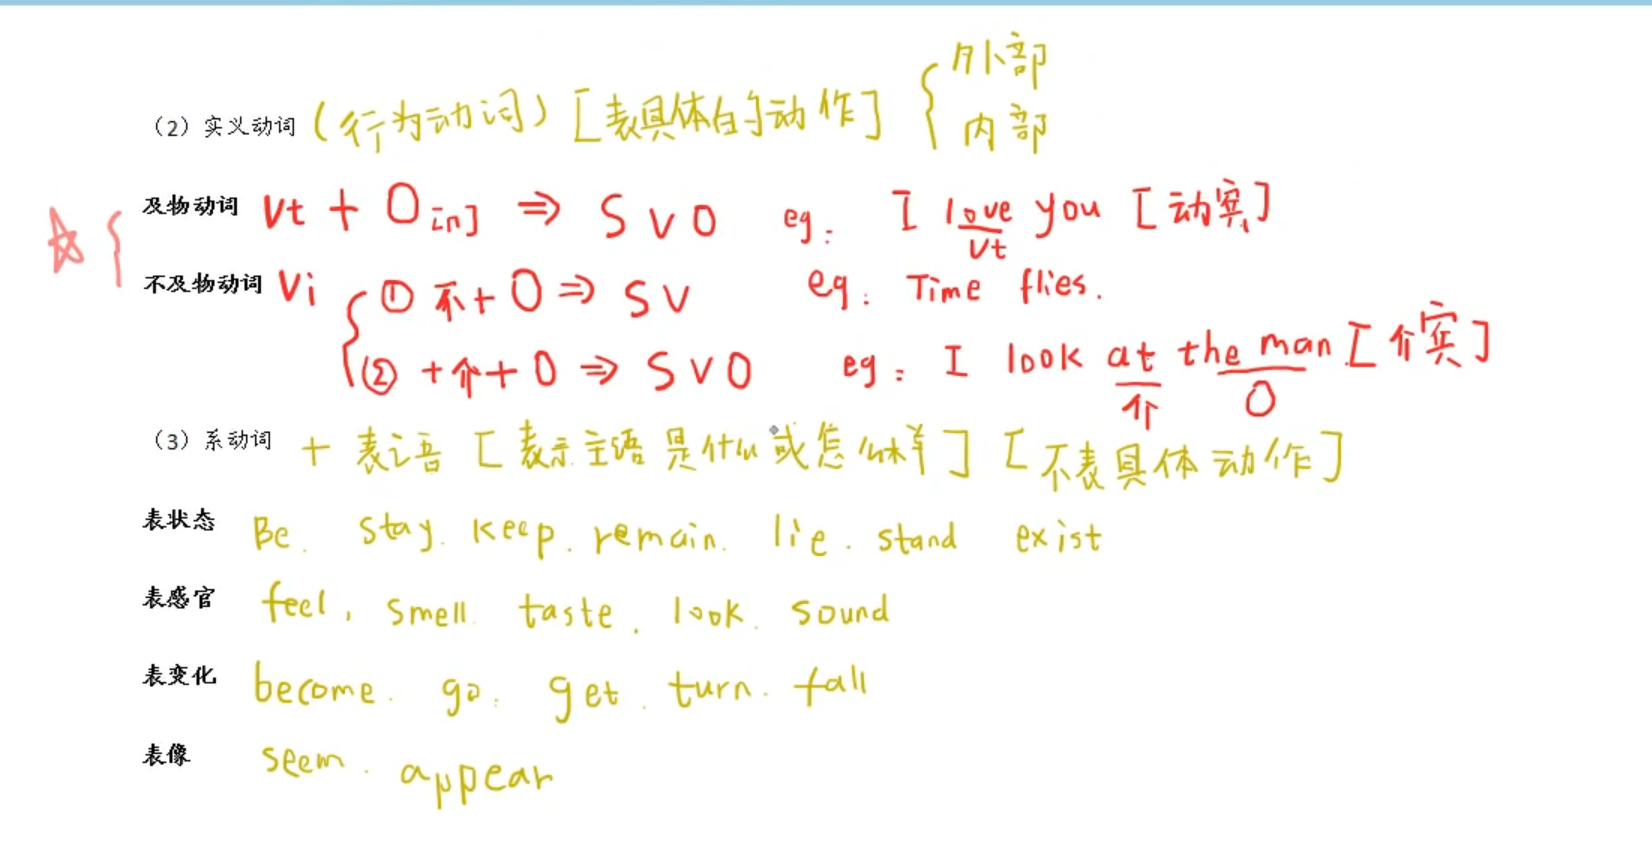 外部
（2）实义动词（行为动词）[表具体的动作]{
内部
及物动词 Vt + O [n] ⇒ S V O eg: I love you [动宾]
vt
不及物动词 Vi { ① 不+ O ⇒ S V eg: Time flies.
② +介+ O ⇒ S V O eg: I look at the man [介宾]
介 O
（3）系动词 + 表语 [表示主语是什么或怎么样] [不表具体动作]
表状态 Be. stay. keep. remain. lie. stand exist
表感官 feel, smell. taste. look. sound
表变化 become. go. get. turn. fall
表像 seem. appear